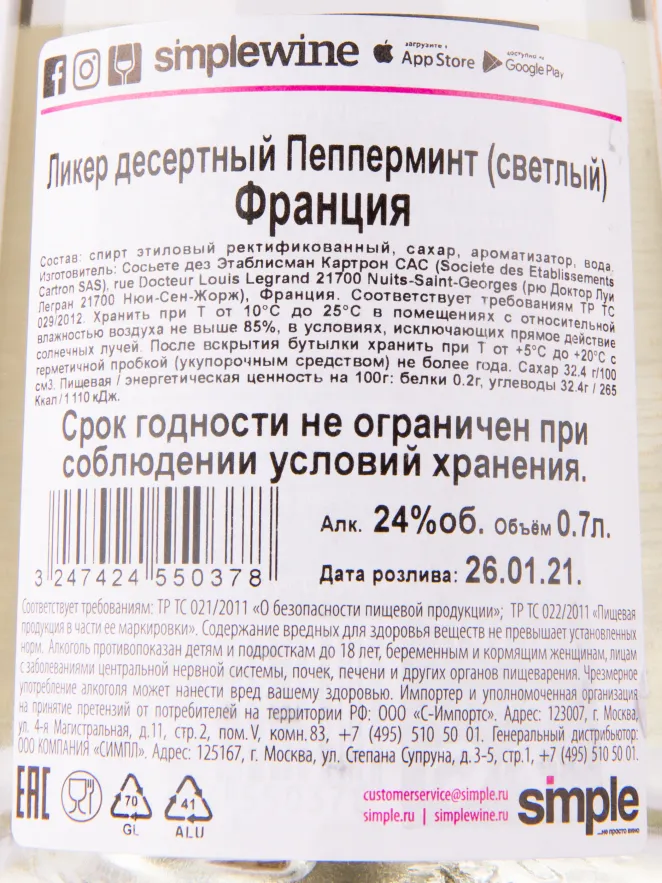 simplewine загрузите в App Store доступно на Google Play
Ликер десертный Пепперминт (светлый)
Франция
Состав: спирт этиловый ректификованный, сахар, ароматизатор, вода.
Изготовитель: Сосьете дез Этаблисман Картрон САС (Societe des Etablissements
Cartron SAS), rue Docteur Louis Legrand 21700 Nuits-Saint-Georges (рю Доктор Луи
Легран 21700 Нюи-Сен-Жорж), Франция. Соответствует требованиям ТР ТС
029/2012. Хранить при Т от 10°С до 25°С в помещениях с относительной
влажностью воздуха не выше 85%, в условиях, исключающих прямое действие
солнечных лучей. После вскрытия бутылки хранить при Т от +5°С до +20°С с
герметичной пробкой (укупорочным средством) не более года. Сахар 32.4 г/100
см3. Пищевая / энергетическая ценность на 100г: белки 0.2г, углеводы 32.4г / 265
Ккал/1110 кДж.
Срок годности не ограничен при
соблюдении условий хранения.
Алк. 24%об. Объём 0.7л.
3 247424 550378
Дата розлива: 26.01.21.
Соответствует требованиям: ТР ТС 021/2011 «О безопасности пищевой продукции»; ТР ТС 022/2011 «Пищевая
продукция в части ее маркировки». Содержание вредных для здоровья веществ не превышает установленных
норм. Алкоголь противопоказан детям и подросткам до 18 лет, беременным и кормящим женщинам, лицам
с заболеваниями центральной нервной системы, почек, печени и других органов пищеварения. Чрезмерное
употребление алкоголя может нанести вред вашему здоровью. Импортер и уполномоченная организация
на принятие претензий от потребителей на территории РФ: ООО «С-Импортс». Адрес: 123007, г. Москва,
ул. 4-я Магистральная, д.11, стр.2, пом.V, комн.83, +7 (495) 510 50 01. Генеральный дистрибьютор:
ООО КОМПАНИЯ «СИМПЛ». Адрес: 125167, г. Москва, ул. Степана Супруна, д.3-5, стр.1, +7 (495) 510 50 01.
EAC 70 GL 41 ALU
customerservice@simple.ru
simple.ru | simplewine.ru
simple
...не просто вино